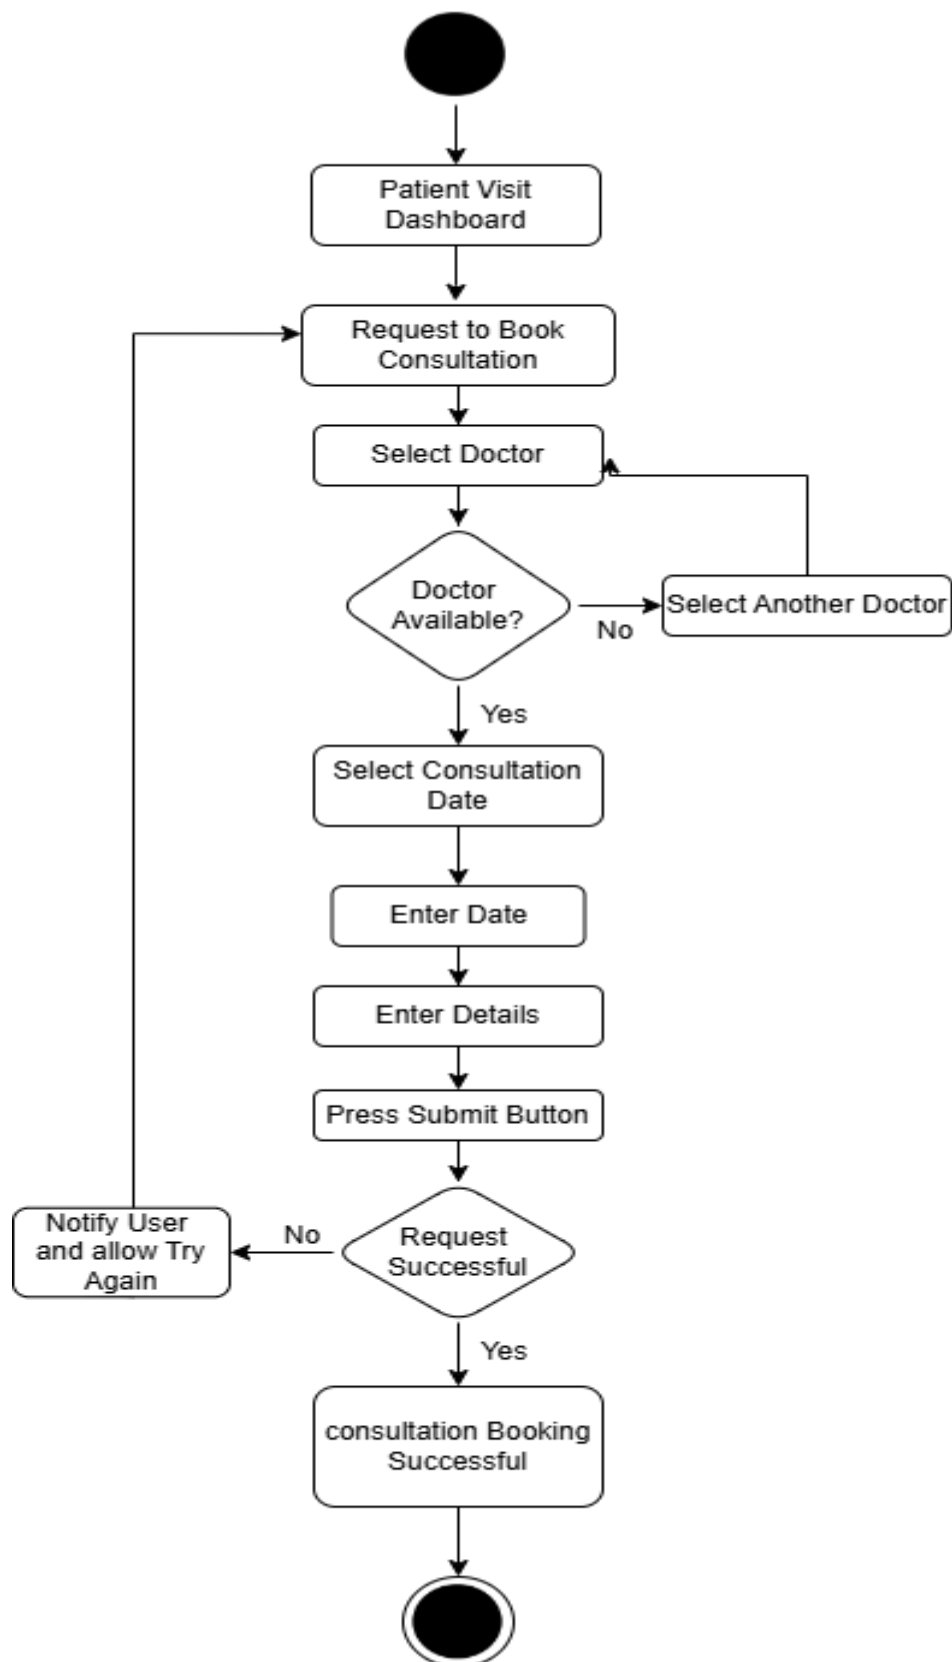 Patient Visit
Dashboard
Request to Book
Consultation
Select Doctor
Doctor
Available?
No
Select Another Doctor
Yes
Select Consultation
Date
Enter Date
Enter Details
Press Submit Button
Request
Successful
No
Notify User
and allow Try
Again
Yes
consultation Booking
Successful